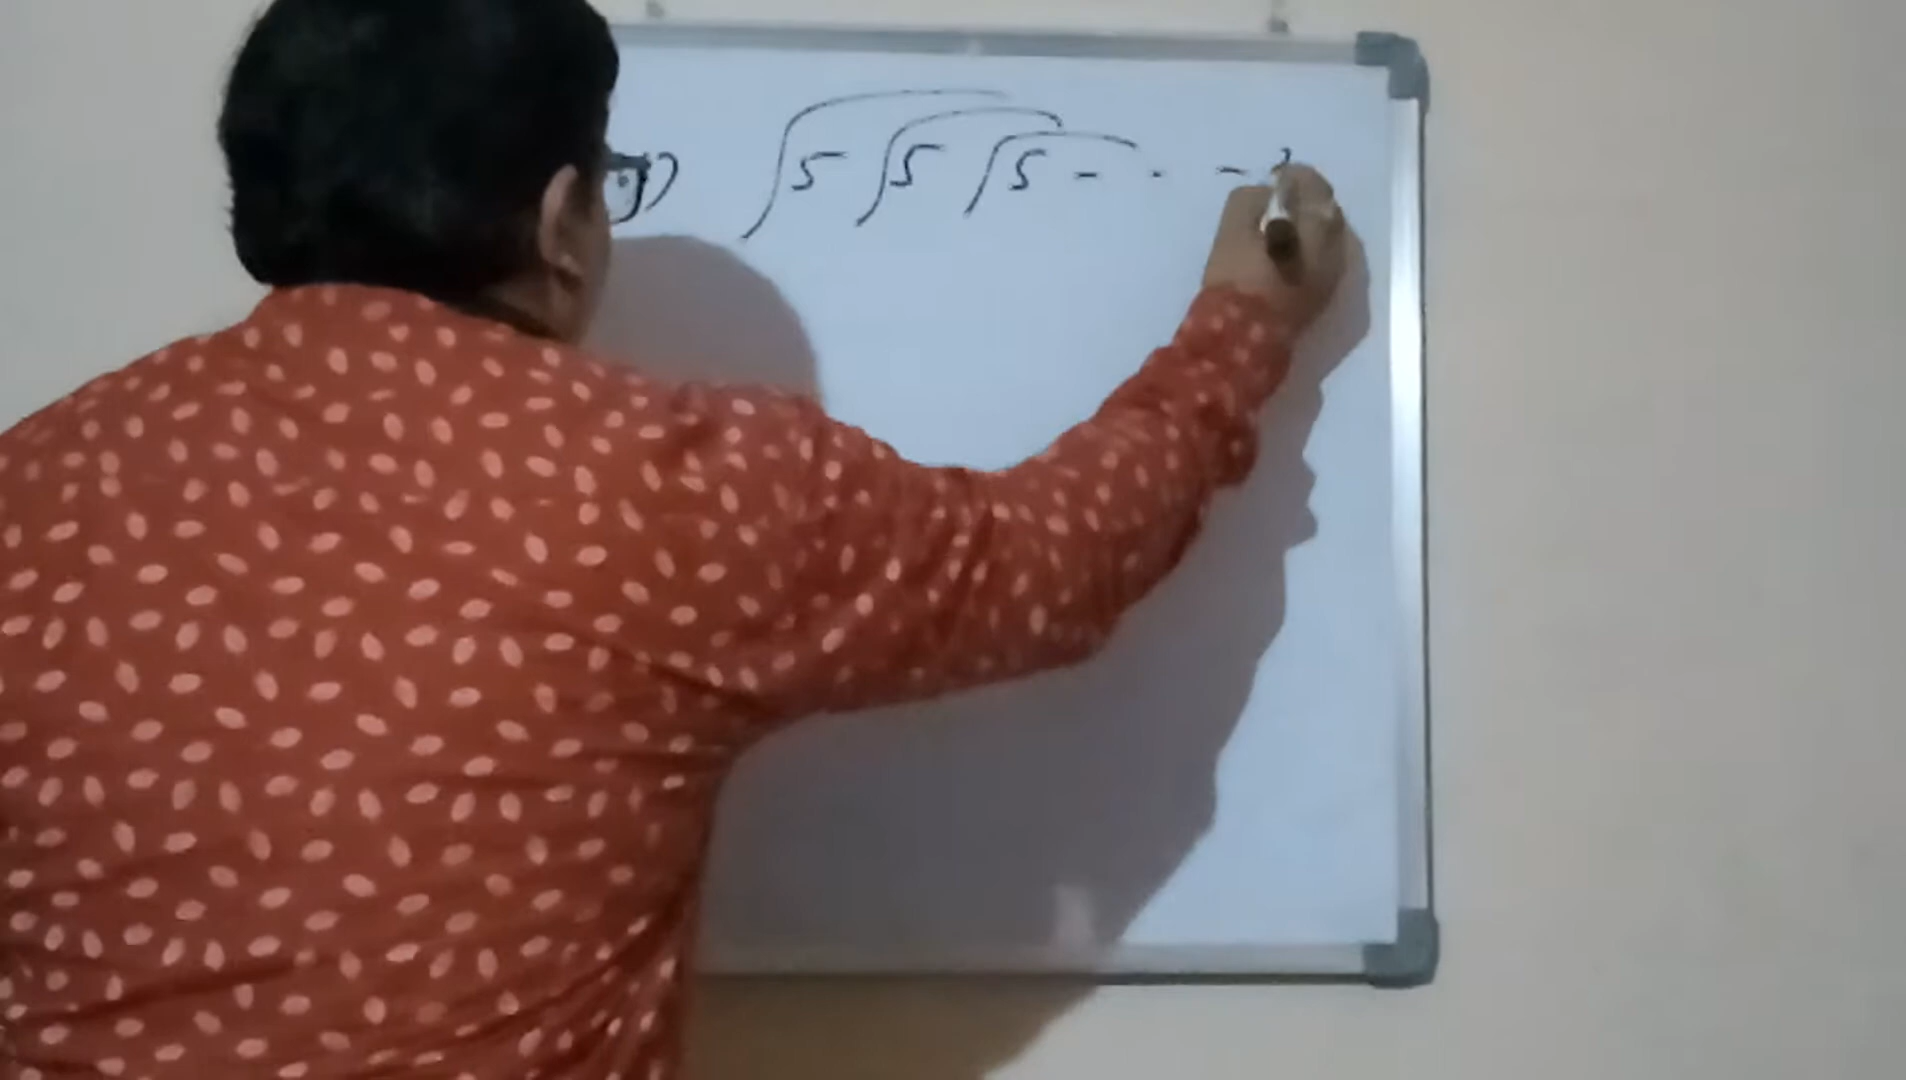 √5 √5 √5 - . -